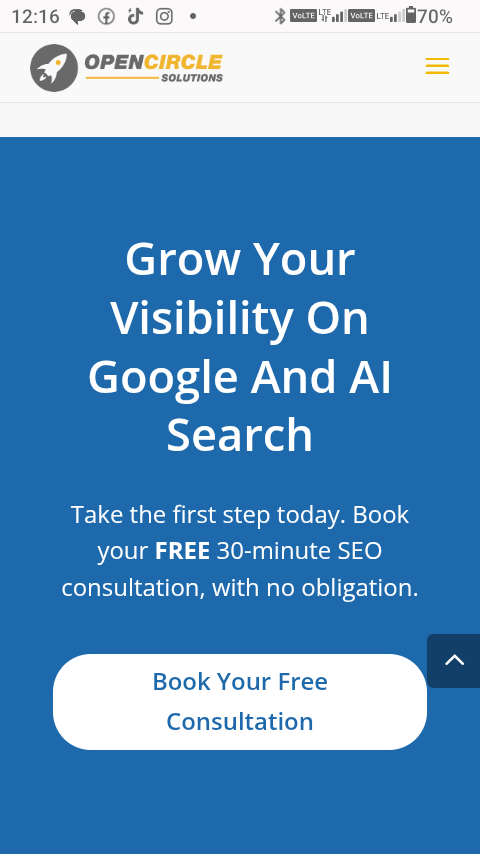 12:16
VoLTE LTE VoLTE LTE 70%
OPENCIRCLE
SOLUTIONS
Grow Your
Visibility On
Google And AI
Search
Take the first step today. Book
your FREE 30-minute SEO
consultation, with no obligation.
Book Your Free
Consultation